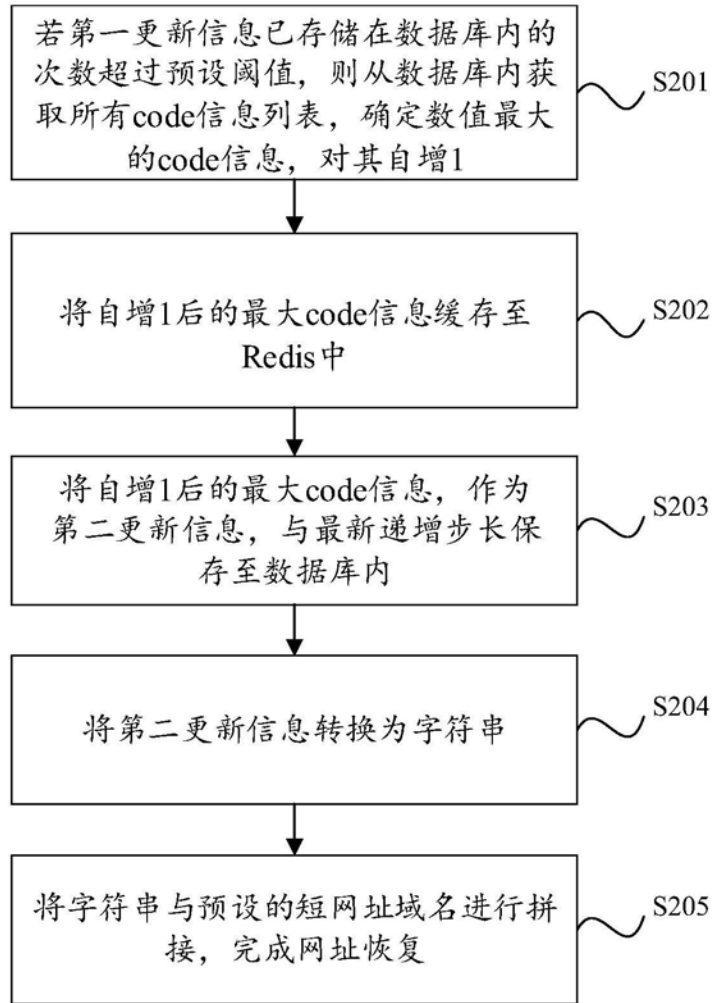 若第一更新信息已存储在数据库内的
次数超过预设阈值，则从数据库内获
取所有code信息列表，确定数值最大
的code信息，对其自增1
S201
将自增1后的最大code信息缓存至
Redis中
S202
将自增1后的最大code信息，作为
第二更新信息，与最新递增步长保
存至数据库内
S203
将第二更新信息转换为字符串
S204
将字符串与预设的短网址域名进行拼
接，完成网址恢复
S205